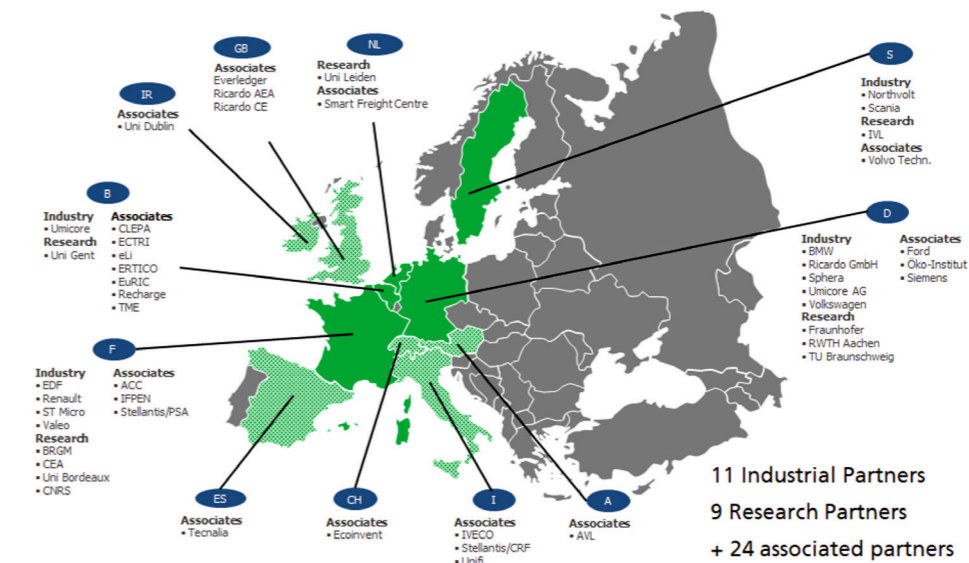 GB
Associates
Everledger
Ricardo AEA
Ricardo CE
NL
Research
▪ Uni Leiden
Associates
▪ Smart Freight Centre
S
Industry
▪ Northvolt
▪ Scania
Research
▪ IVL
Associates
▪ Volvo Techn.
IR
Associates
▪ Uni Dublin
B
Industry
▪ Umicore
Research
▪ Uni Gent
Associates
▪ CLEPA
▪ ECTRI
▪ eLi
▪ ERTICO
▪ EuRIC
▪ Recharge
▪ TME
D
Industry
▪ BMW
▪ Ricardo GmbH
▪ Sphera
▪ Umicore AG
▪ Volkswagen
Research
▪ Fraunhofer
▪ RWTH Aachen
▪ TU Braunschweig
Associates
▪ Ford
▪ Öko-Institut
▪ Siemens
F
Industry
▪ EDF
▪ Renault
▪ ST Micro
▪ Valeo
Research
▪ BRGM
▪ CEA
▪ Uni Bordeaux
▪ CNRS
Associates
▪ ACC
▪ IFPEN
▪ Stellantis/PSA
ES
Associates
▪ Tecnalia
CH
Associates
▪ Ecoinvent
I
Associates
▪ IVECO
▪ Stellantis/CRF
▪ Unifi
A
Associates
▪ AVL
11 Industrial Partners
9 Research Partners
+ 24 associated partners